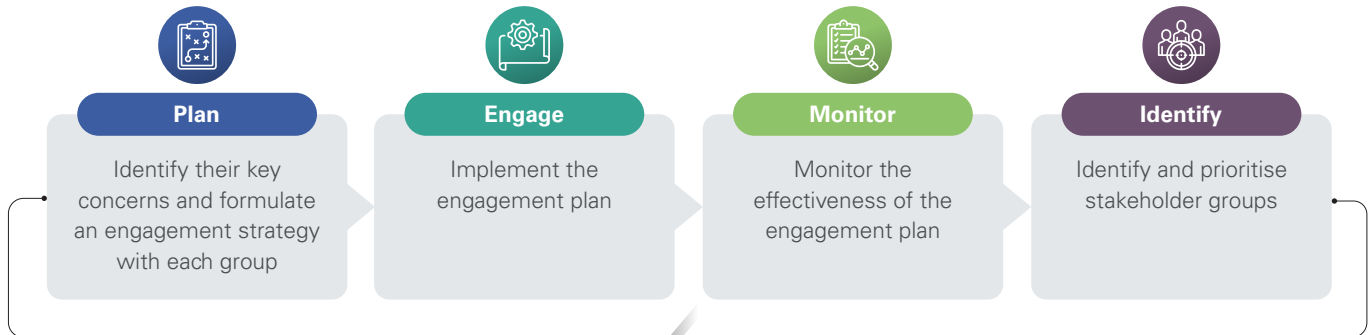 Plan
Identify their key
concerns and formulate
an engagement strategy
with each group
Engage
Implement the
engagement plan
Monitor
Monitor the
effectiveness of the
engagement plan
Identify
Identify and prioritise
stakeholder groups